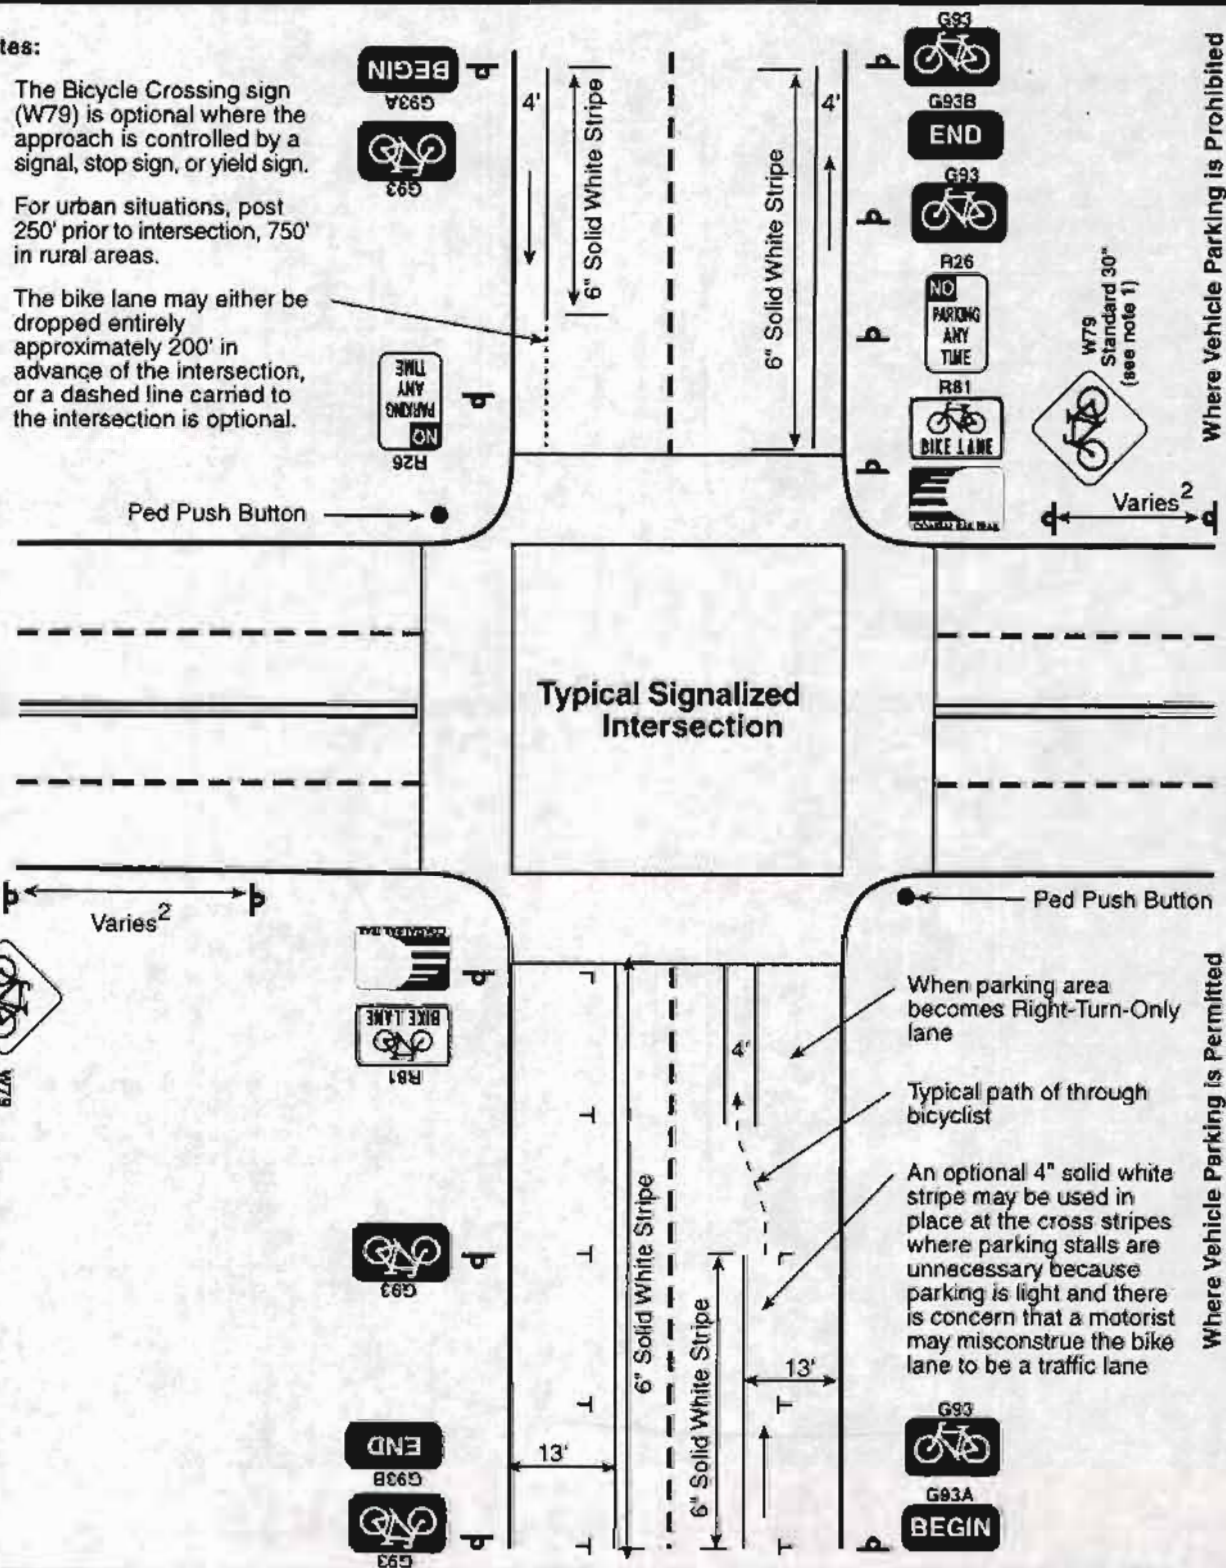 tes:
The Bicycle Crossing sign
(W79) is optional where the
approach is controlled by a
signal, stop sign, or yield sign.
For urban situations, post
250' prior to intersection, 750'
in rural areas.
The bike lane may either be
dropped entirely
approximately 200' in
advance of the intersection,
or a dashed line carried to
the intersection is optional.
BEGIN
G93A
G93
NO
PARKING
ANY
TIME
R26
4'
6" Solid White Stripe
6" Solid White Stripe
4'
G93
G93B
END
G93
R26
NO
PARKING
ANY
TIME
R81
BIKE LANE
COASTAL RAIL TRAIL
W79
Standard 30"
(see note 1)
Where Vehicle Parking is Prohibited
Varies2
Ped Push Button
Typical Signalized
Intersection
Varies2
W79
COASTAL RAIL TRAIL
BIKE LANE
R81
G93
END
G93B
G93
13'
6" Solid White Stripe
6" Solid White Stripe
4'
13'
Ped Push Button
When parking area
becomes Right-Turn-Only
lane
Typical path of through
bicyclist
An optional 4" solid white
stripe may be used in
place at the cross stripes
where parking stalls are
unnecessary because
parking is light and there
is concern that a motorist
may misconstrue the bike
lane to be a traffic lane
G93
G93A
BEGIN
Where Vehicle Parking is Permitted